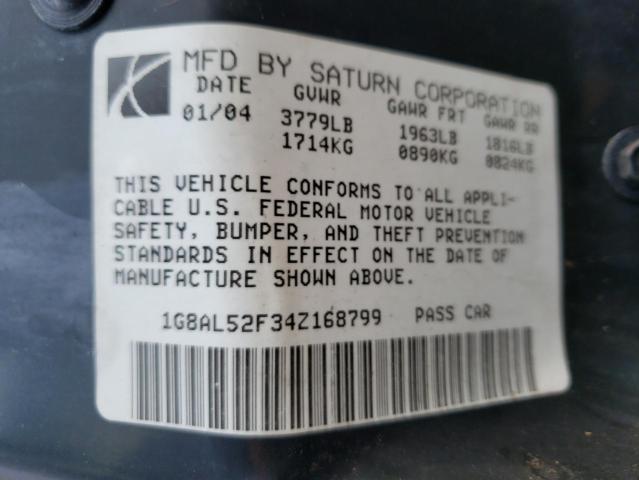 MFD BY SATURN CORPORATION
DATE GVWR GAWR FRT GAWR RR
01/04 3779LB 1963LB 1816LB
1714KG 0890KG 0824KG
THIS VEHICLE CONFORMS TO ALL APPLI-
CABLE U.S. FEDERAL MOTOR VEHICLE
SAFETY, BUMPER, AND THEFT PREVENTION
STANDARDS IN EFFECT ON THE DATE OF
MANUFACTURE SHOWN ABOVE.
1G8AL52F34Z168799 PASS CAR